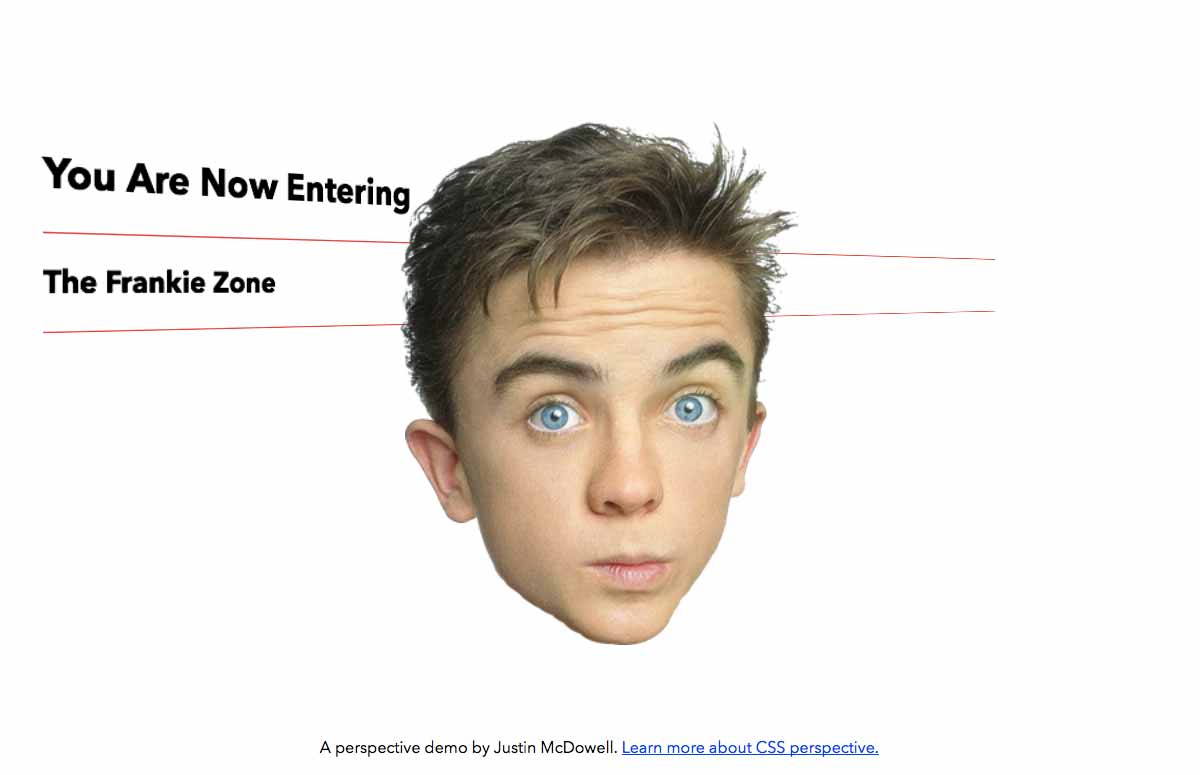 You Are Now Entering
The Frankie Zone
A perspective demo by Justin McDowell. Learn more about CSS perspective.